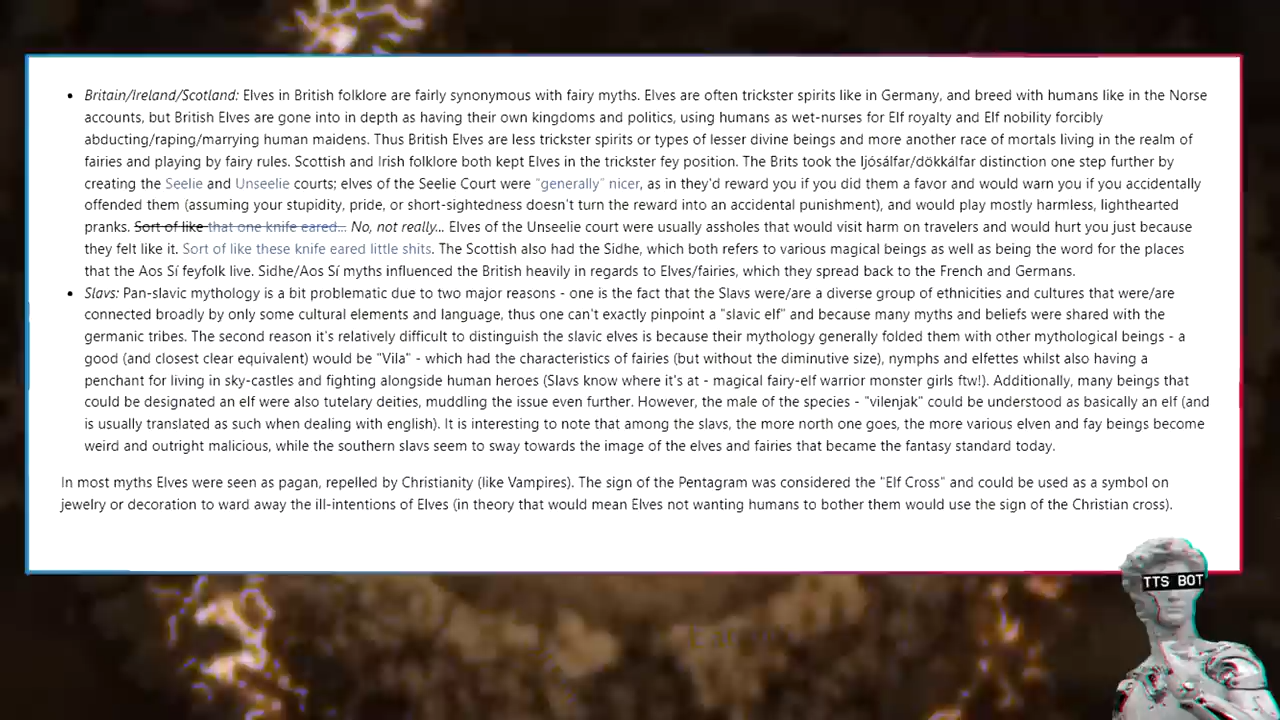 • Britain/Ireland/Scotland: Elves in British folklore are fairly synonymous with fairy myths. Elves are often trickster spirits like in Germany, and breed with humans like in the Norse
accounts, but British Elves are gone into in depth as having their own kingdoms and politics, using humans as wet-nurses for Elf royalty and Elf nobility forcibly
abducting/raping/marrying human maidens. Thus British Elves are less trickster spirits or types of lesser divine beings and more another race of mortals living in the realm of
fairies and playing by fairy rules. Scottish and Irish folklore both kept Elves in the trickster fey position. The Brits took the ljósálfar/dökkálfar distinction one step further by
creating the Seelie and Unseelie courts; elves of the Seelie Court were "generally" nicer, as in they'd reward you if you did them a favor and would warn you if you accidentally
offended them (assuming your stupidity, pride, or short-sightedness doesn't turn the reward into an accidental punishment), and would play mostly harmless, lighthearted
pranks. Sort of like that one knife eared... No, not really... Elves of the Unseelie court were usually assholes that would visit harm on travelers and would hurt you just because
they felt like it. Sort of like these knife eared little shits. The Scottish also had the Sidhe, which both refers to various magical beings as well as being the word for the places
that the Aos Sí feyfolk live. Sidhe/Aos Sí myths influenced the British heavily in regards to Elves/fairies, which they spread back to the French and Germans.
• Slavs: Pan-slavic mythology is a bit problematic due to two major reasons - one is the fact that the Slavs were/are a diverse group of ethnicities and cultures that were/are
connected broadly by only some cultural elements and language, thus one can't exactly pinpoint a "slavic elf" and because many myths and beliefs were shared with the
germanic tribes. The second reason it's relatively difficult to distinguish the slavic elves is because their mythology generally folded them with other mythological beings - a
good (and closest clear equivalent) would be "Vila" - which had the characteristics of fairies (but without the diminutive size), nymphs and elfettes whilst also having a
penchant for living in sky-castles and fighting alongside human heroes (Slavs know where it's at - magical fairy-elf warrior monster girls ftw!). Additionally, many beings that
could be designated an elf were also tutelary deities, muddling the issue even further. However, the male of the species - "vilenjak" could be understood as basically an elf (and
is usually translated as such when dealing with english). It is interesting to note that among the slavs, the more north one goes, the more various elven and fay beings become
weird and outright malicious, while the southern slavs seem to sway towards the image of the elves and fairies that became the fantasy standard today.
In most myths Elves were seen as pagan, repelled by Christianity (like Vampires). The sign of the Pentagram was considered the "Elf Cross" and could be used as a symbol on
jewelry or decoration to ward away the ill-intentions of Elves (in theory that would mean Elves not wanting humans to bother them would use the sign of the Christian cross).
TTS BOT